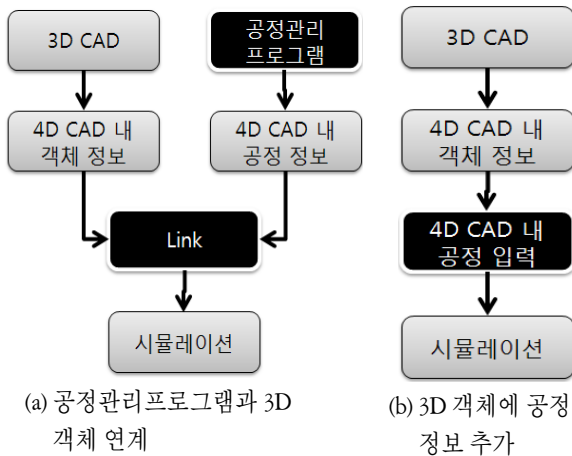 3D CAD
4D CAD 내
객체 정보
공정관리
프로그램
4D CAD 내
공정 정보
Link
시뮬레이션
(a) 공정관리프로그램과 3D
객체 연계
3D CAD
4D CAD 내
객체 정보
4D CAD 내
공정 입력
시뮬레이션
(b) 3D 객체에 공정
정보 추가